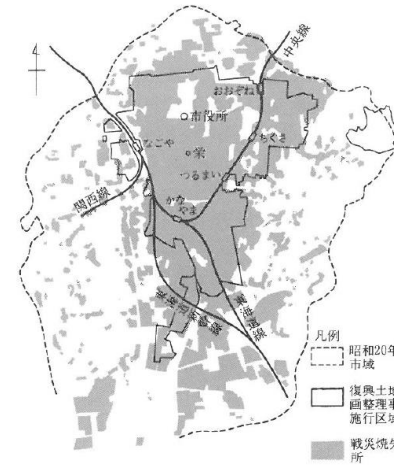 中央線
おおぞね
市役所
ちくさ
なごや
栄
つるまい
関西線
かな
やま
東海道新幹線
東海道線
凡例
昭和20年
市域
復興土地
画整理事
施行区域
戦災焼失
所